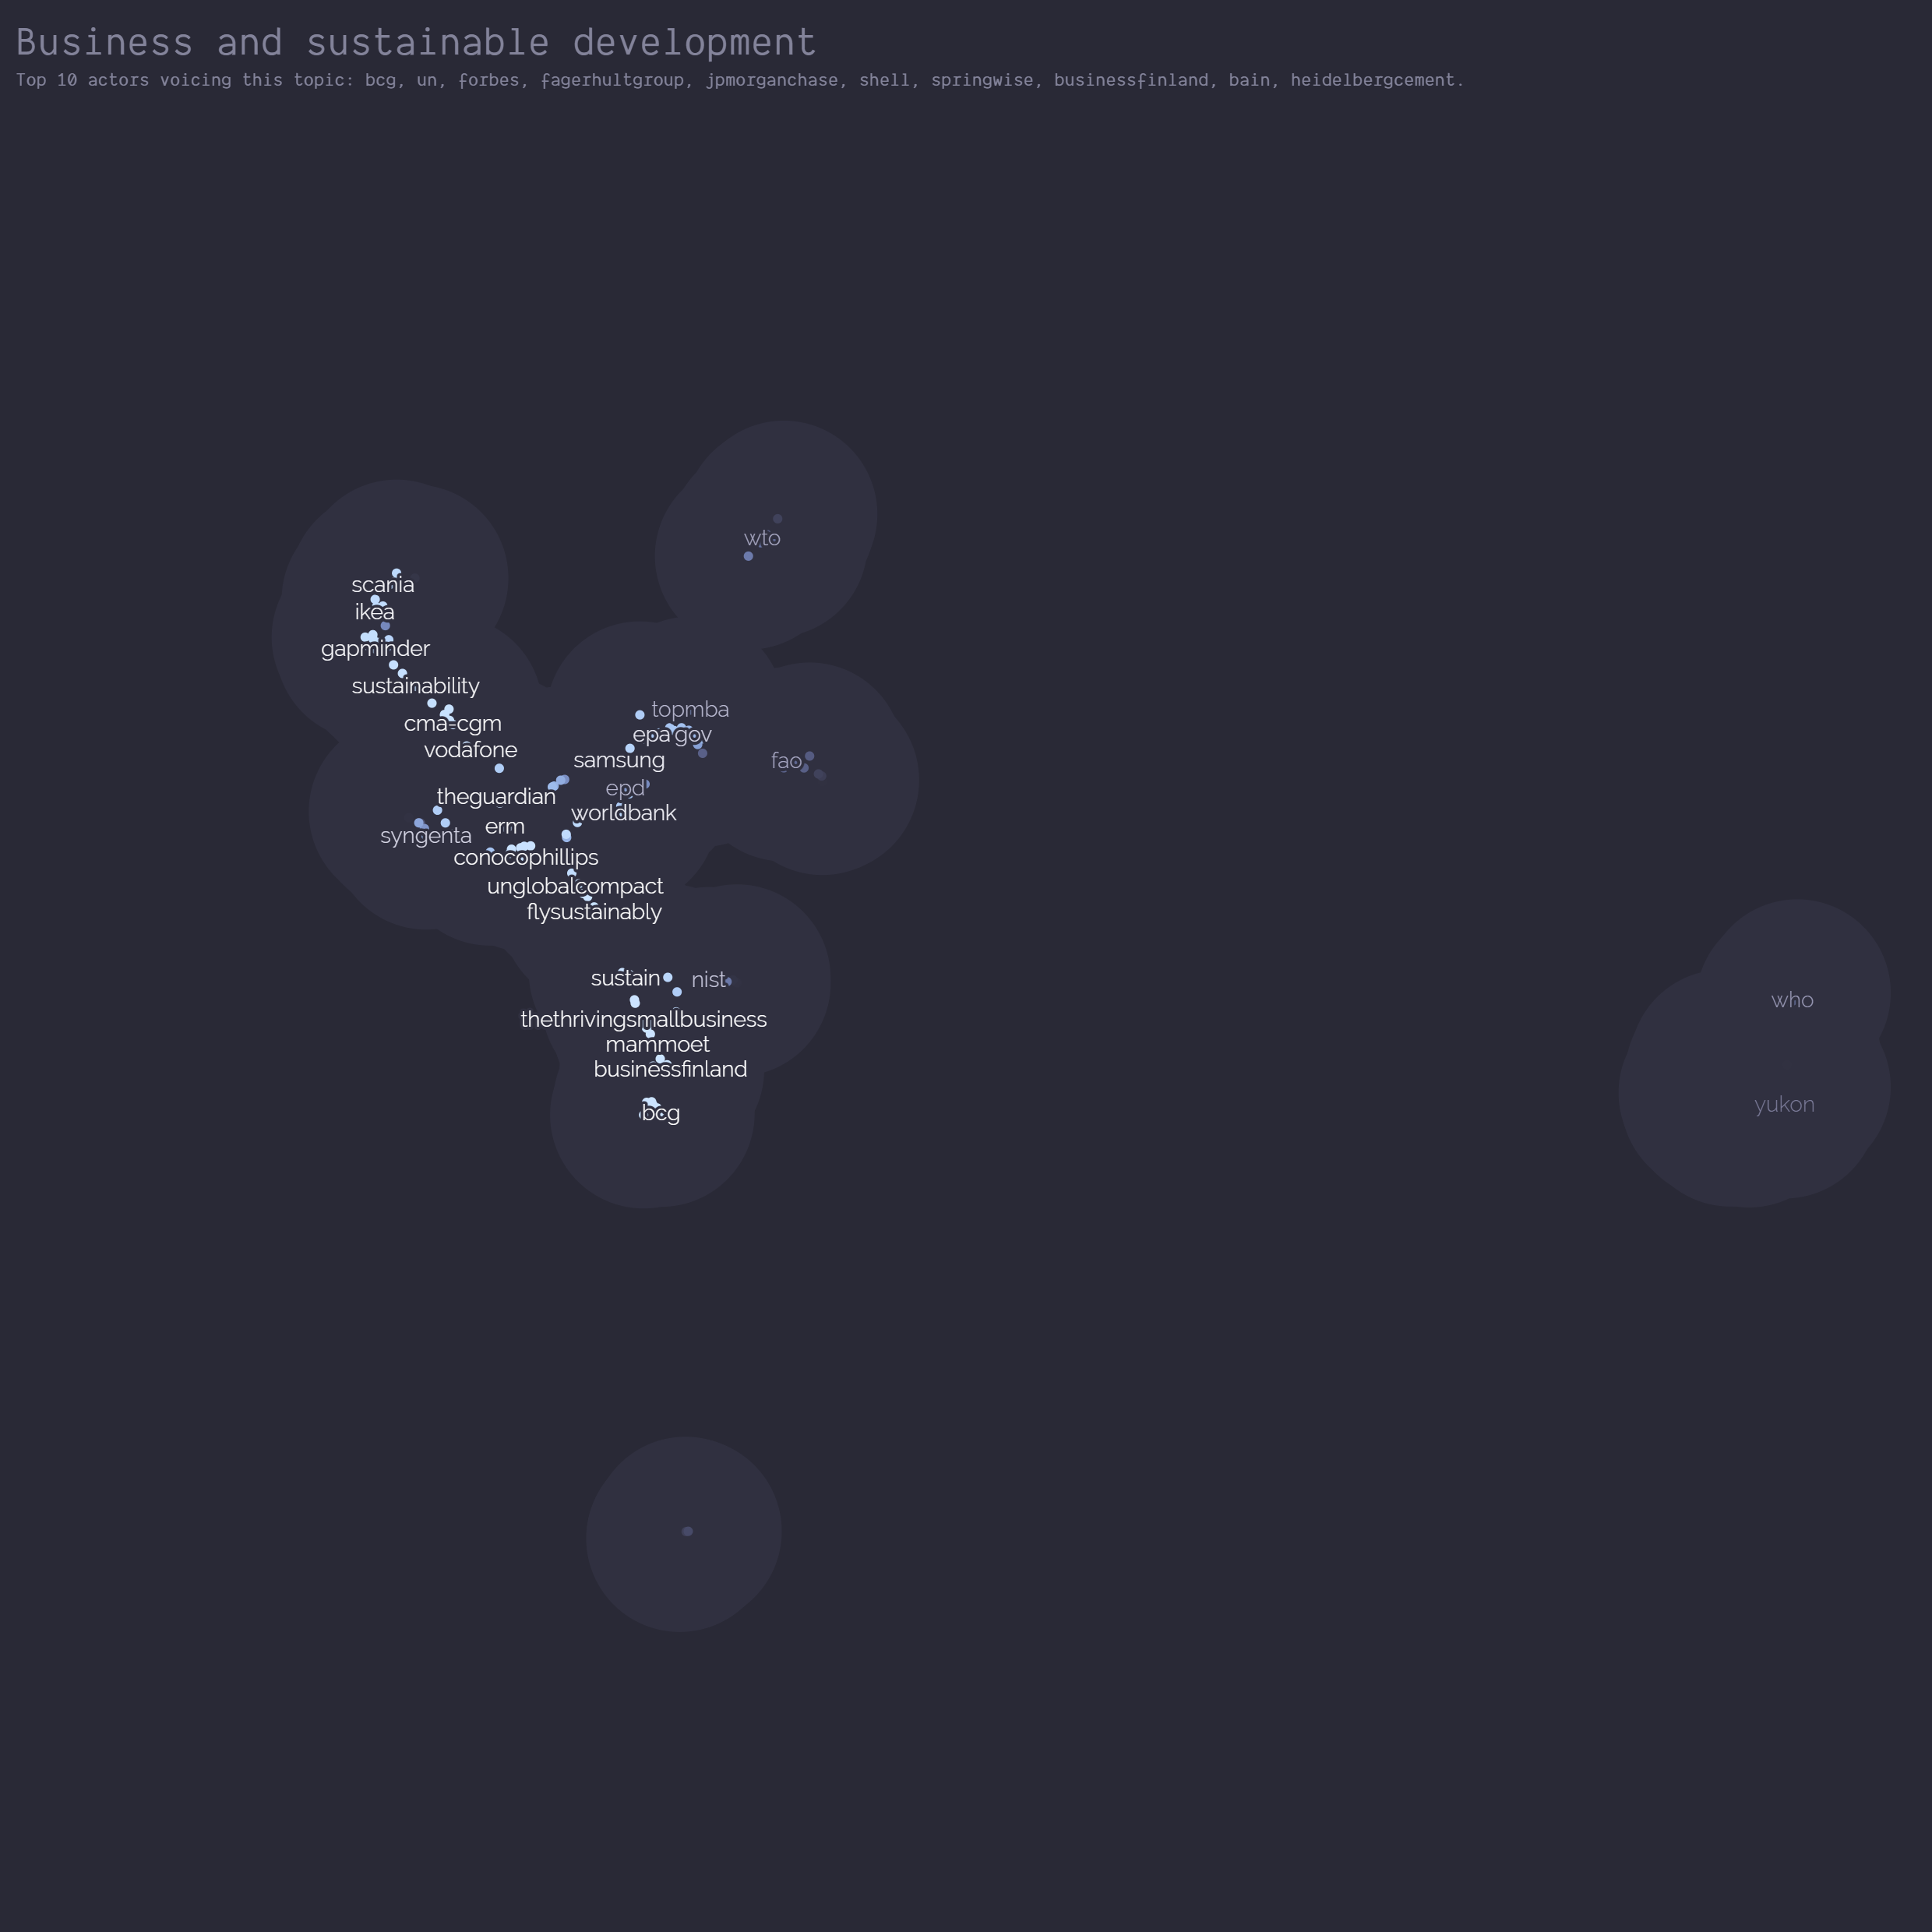 Business and sustainable development
Top 10 actors voicing this topic: bcg, un, forbes, fagerhultgroup, jpmorganchase, shell, springwise, businessfinland, bain, heidelbergcement.
wto
scania
ikea
gapminder
sustainability
topmba
cma-cgm
epa gov
vodafone
samsung
fao
epd
theguardian
worldbank
erm
syngenta
conocophillips
unglobalcompact
flysustainably
sustain
nist
who
thethrivingsmallbusiness
mammoet
businessfinland
yukon
bcg